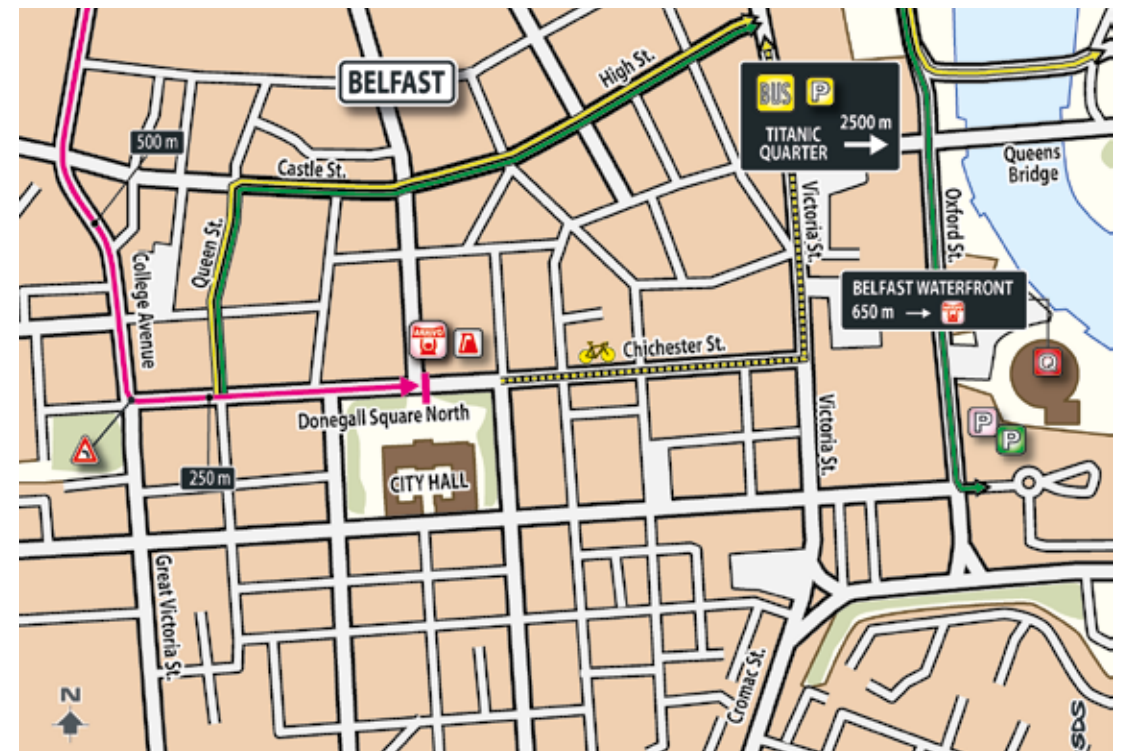 BELFAST
High St.
500 m
BUS P
TITANIC
QUARTER
2500 m
Queens
Bridge
Castle St.
Queen St.
College Avenue
Victoria St.
Oxford St.
BELFAST WATERFRONT
650 m
ARRIVO
Chichester St.
Q
Donegall Square North
Victoria St.
P
P
250 m
CITY HALL
Great Victoria St.
Cromac St.
N
SDS